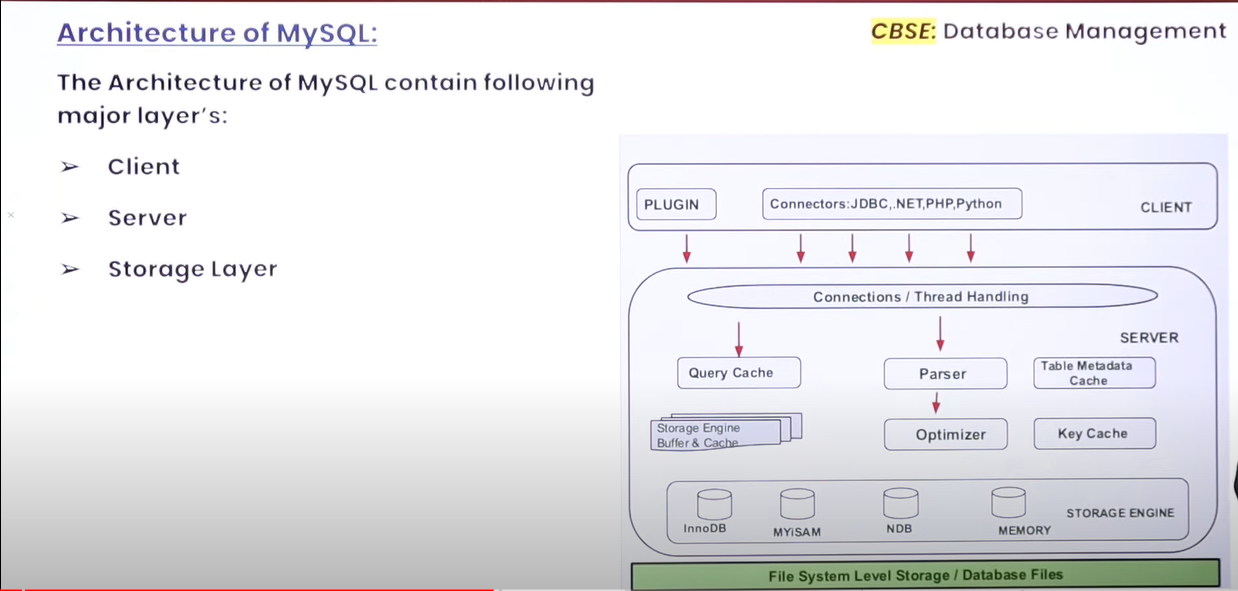 Architecture of MySQL:
CBSE: Database Management
The Architecture of MySQL contain following
major layer's:
➢ Client
➢ Server
➢ Storage Layer
PLUGIN
Connectors:JDBC,.NET,PHP,Python
CLIENT
Connections / Thread Handling
SERVER
Query Cache
Parser
Table Metadata
Cache
Storage Engine
Buffer & Cache
Optimizer
Key Cache
InnoDB
MYiSAM
NDB
MEMORY
STORAGE ENGINE
File System Level Storage / Database Files